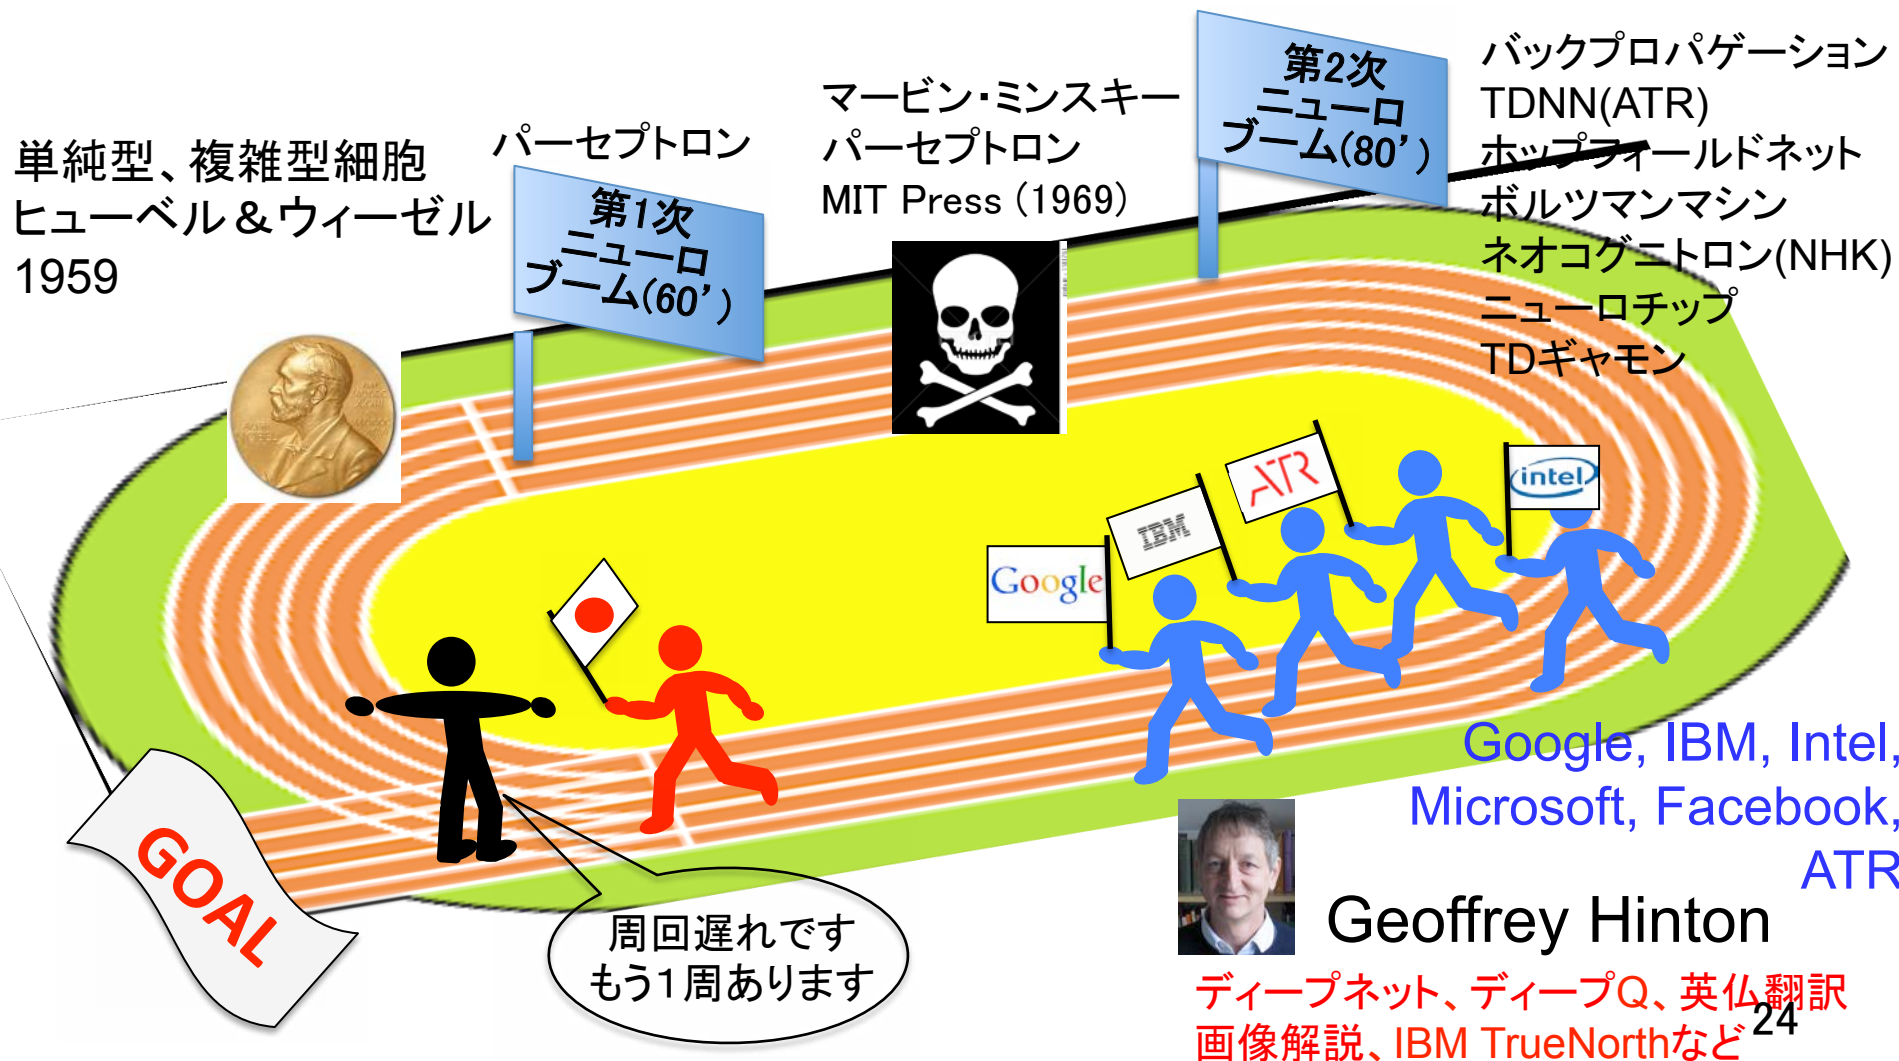 単純型、複雑型細胞
ヒューベル＆ウィーゼル
1959
パーセプトロン
第1次
ニューロ
ブーム(60’)
マービン・ミンスキー
パーセプトロン
MIT Press (1969)
第2次
ニューロ
ブーム(80’)
バックプロパゲーション
TDNN(ATR)
ホップフィールドネット
ボルツマンマシン
ネオコグニトロン(NHK)
ニューロチップ
TDギャモン
Google
IBM
ATR
intel
GOAL
周回遅れです
もう１周あります
Google, IBM, Intel,
Microsoft, Facebook,
ATR
Geoffrey Hinton
ディープネット、ディープQ、英仏翻訳
画像解説、IBM TrueNorthなど
24